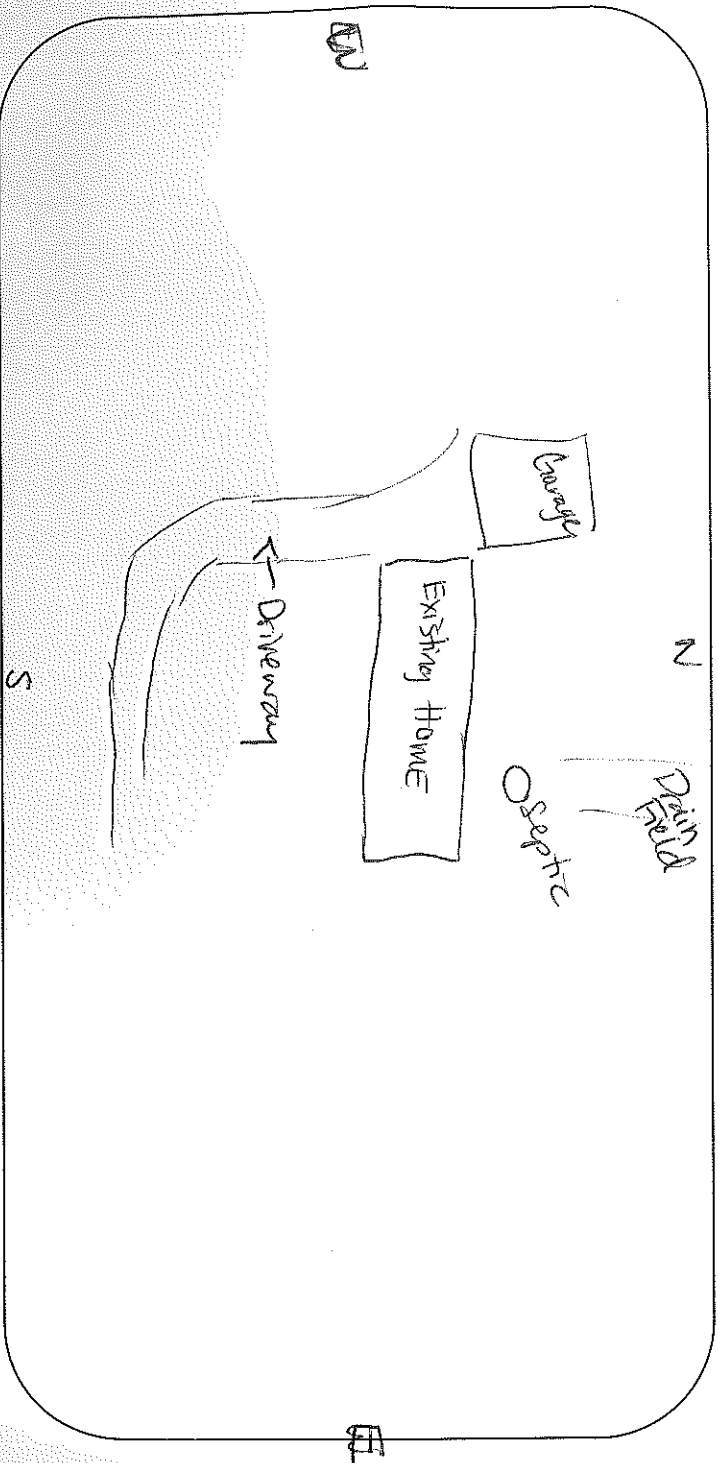 N
Drain
Field
Garage
Septic
Existing Home
W
E
← Driveway
S